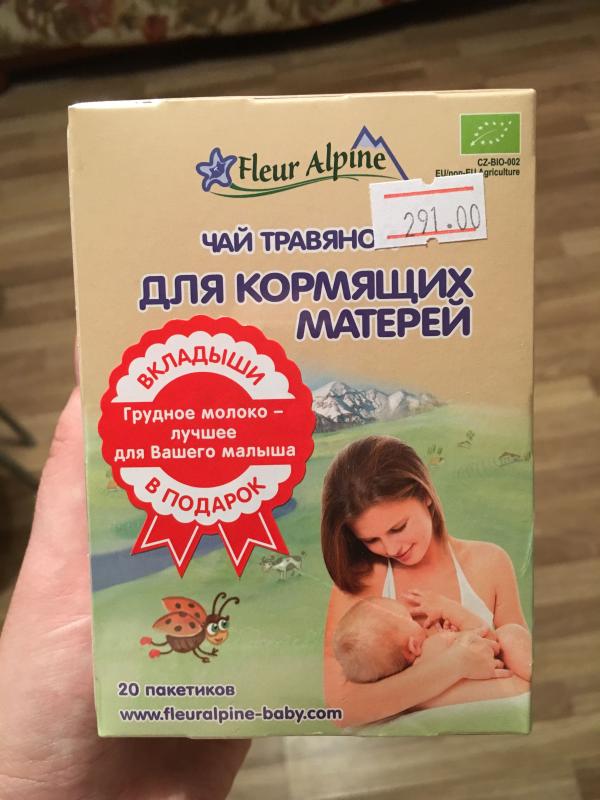 Fleur Alpine
CZ-BIO-002
EU/non-EU Agriculture
291.00
ЧАЙ ТРАВЯНО
ДЛЯ КОРМЯЩИХ
МАТЕРЕЙ
ВКЛАДЫШИ
Грудное молоко –
лучшее
для Вашего малыша
В ПОДАРОК
20 пакетиков
www.fleuralpine-baby.com